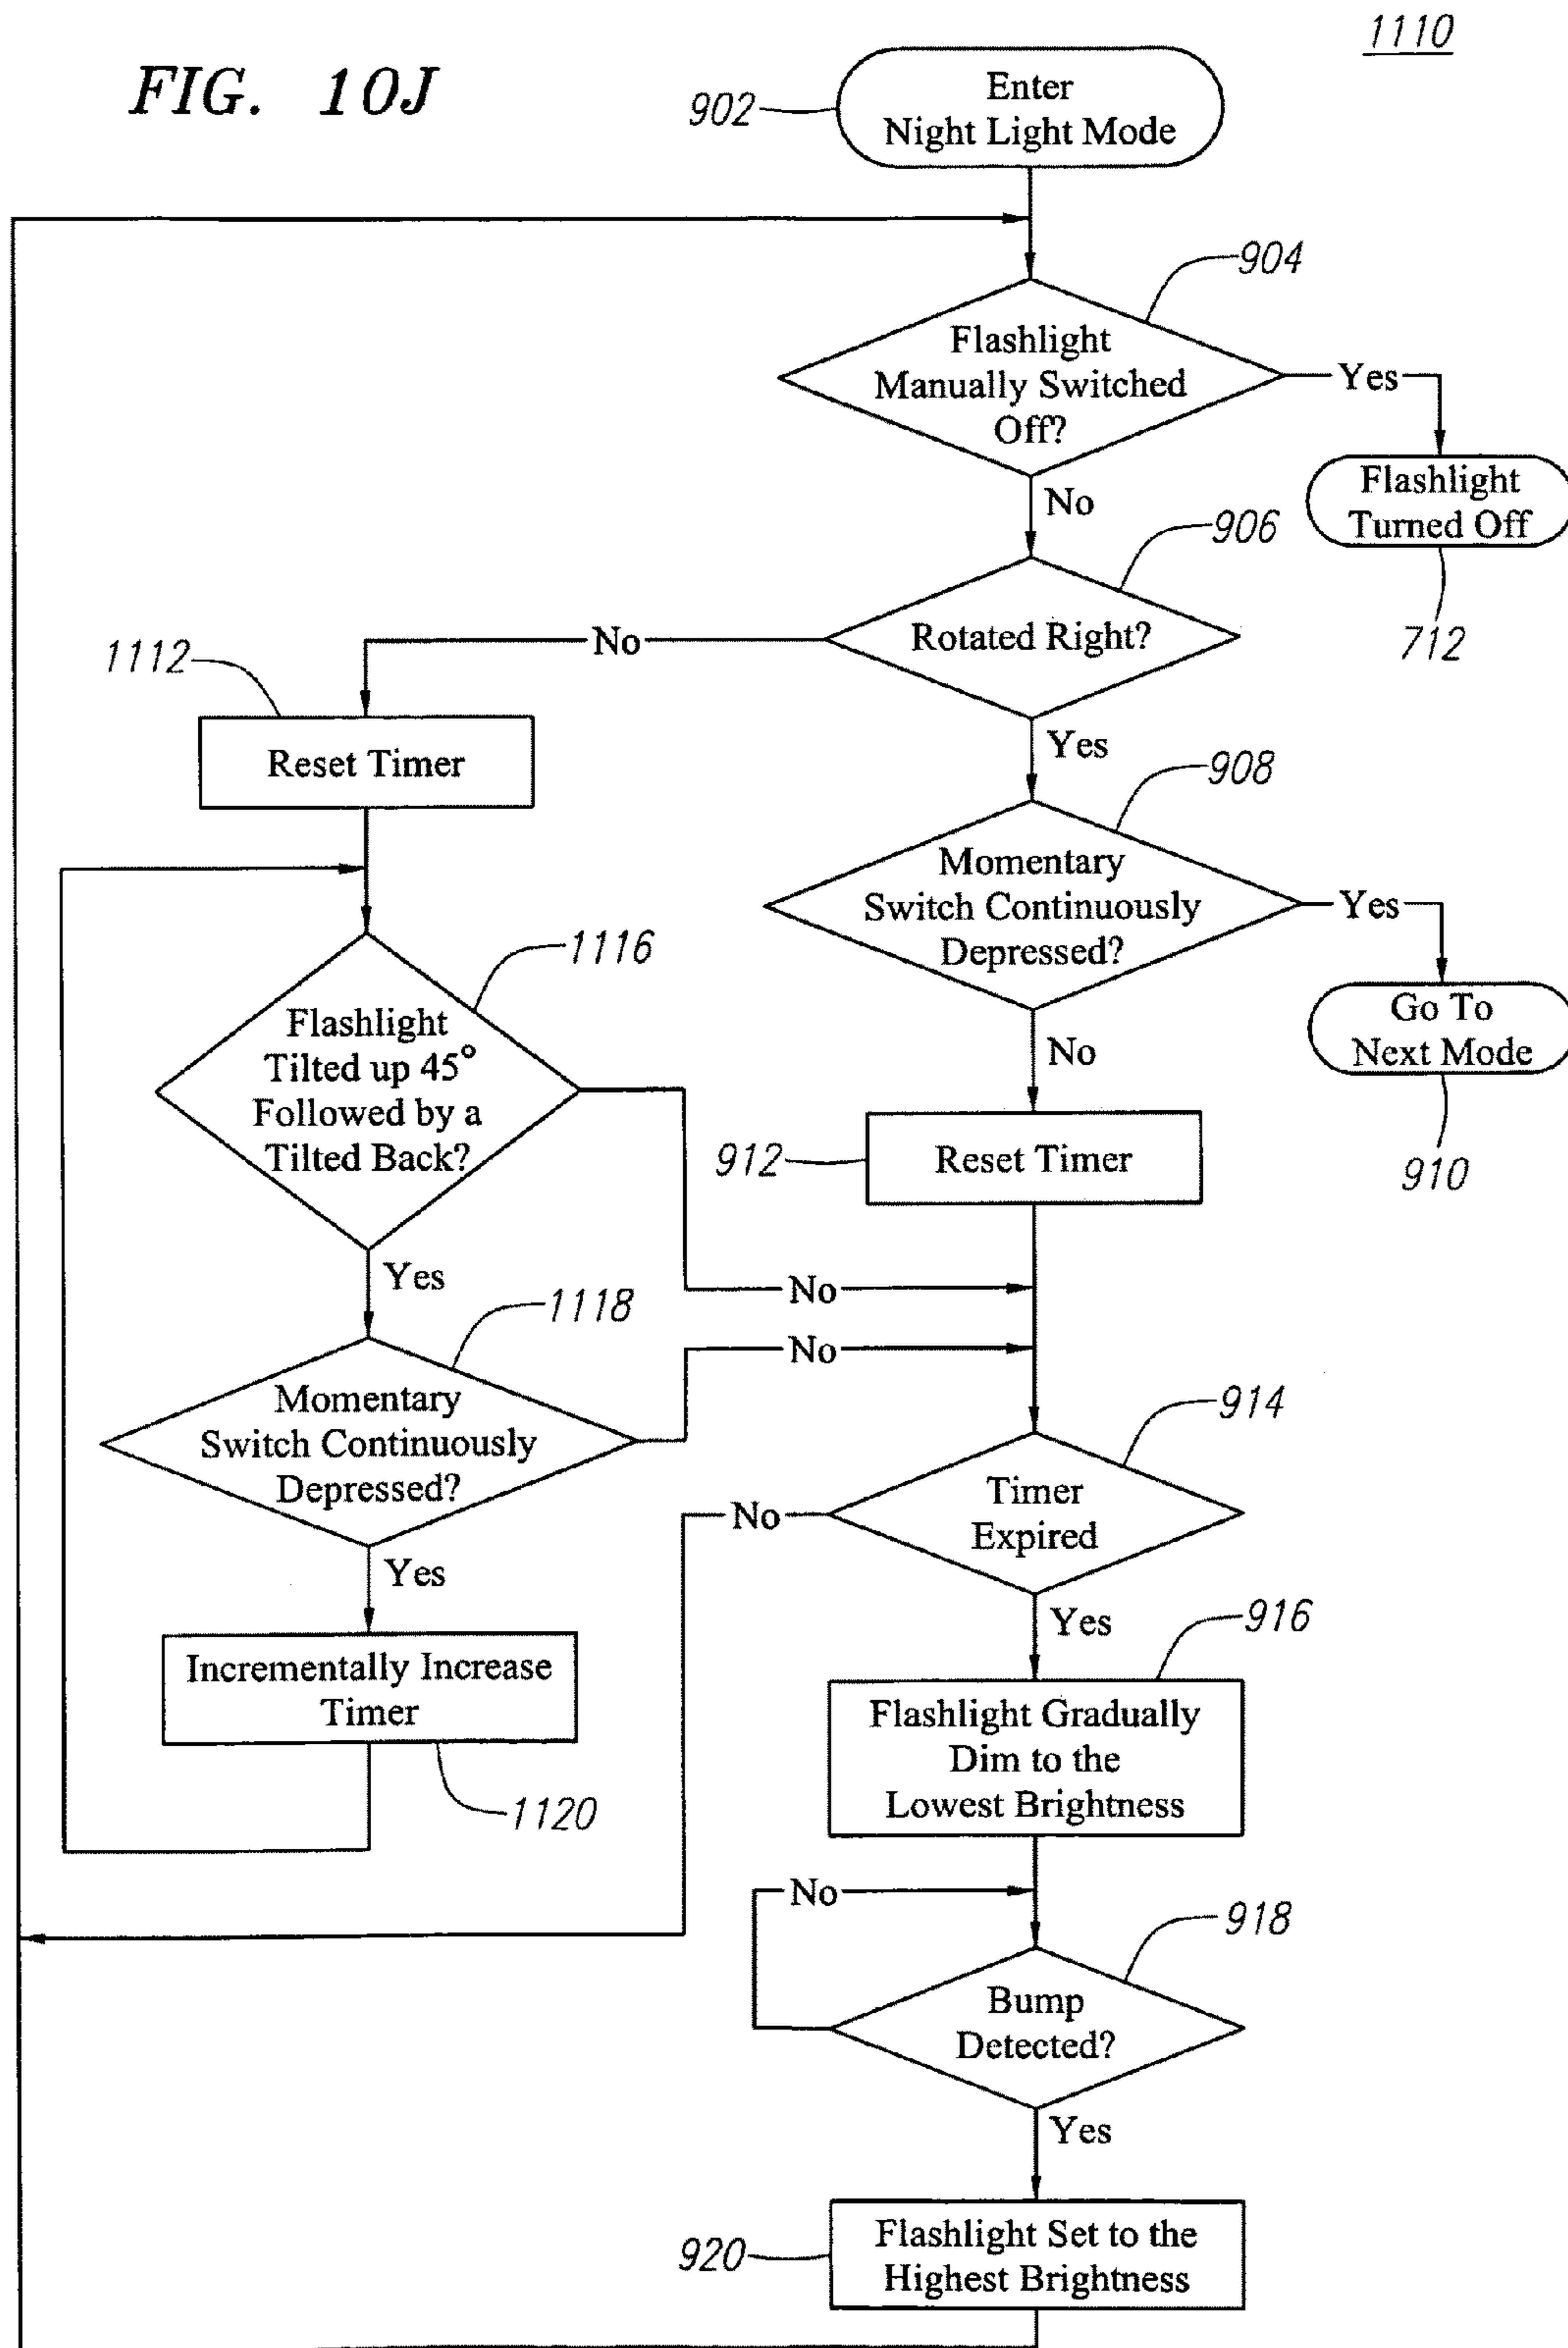 1110
FIG. 10J
902
Enter
Night Light Mode
904
Flashlight
Manually Switched
Off?
Yes
Flashlight
Turned Off
712
No
906
Rotated Right?
No
1112
Reset Timer
Yes
908
Momentary
Switch Continuously
Depressed?
Yes
Go To
Next Mode
910
1116
Flashlight
Tilted up 45°
Followed by a
Tilted Back?
No
912
Reset Timer
Yes
No
1118
No
Momentary
Switch Continuously
Depressed?
914
Timer
Expired
No
Yes
Yes
916
Incrementally Increase
Timer
1120
Flashlight Gradually
Dim to the
Lowest Brightness
No
918
Bump
Detected?
Yes
920
Flashlight Set to the
Highest Brightness